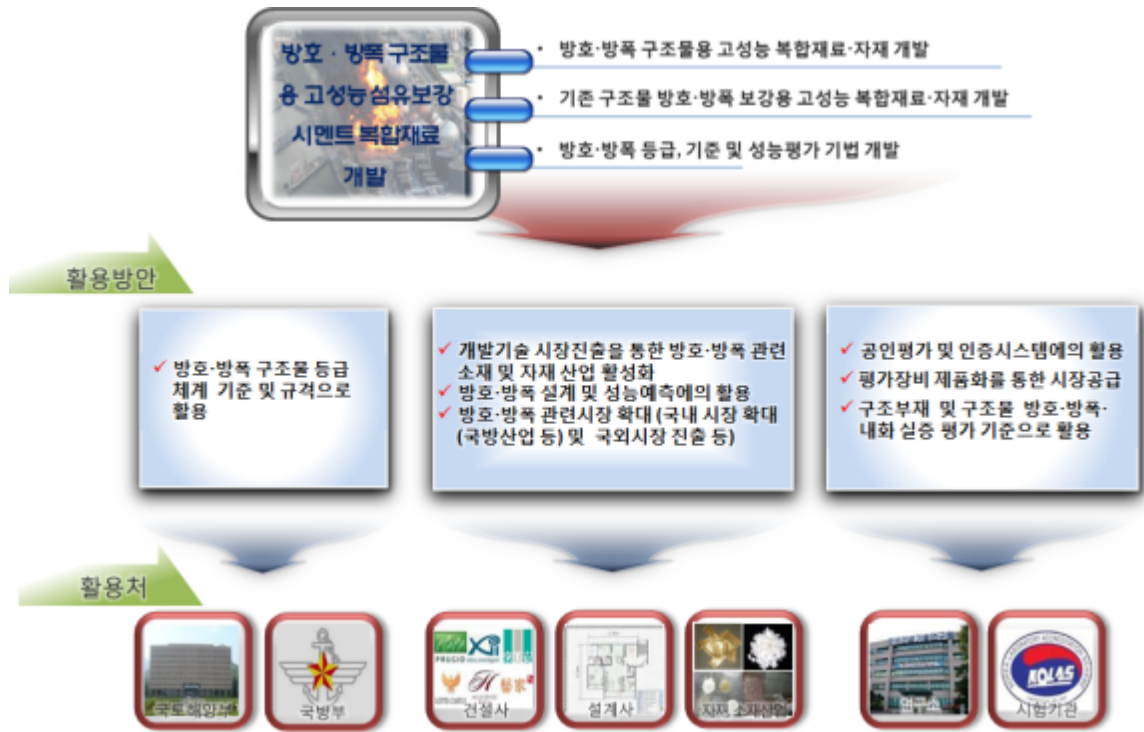 방호 · 방폭 구조물
용 고성능 섬유보강
시멘트 복합재료
개발
• 방호·방폭 구조물용 고성능 복합재료·자재 개발
• 기존 구조물 방호·방폭 보강용 고성능 복합재료·자재 개발
• 방호·방폭 등급, 기준 및 성능평가 기법 개발
활용방안
✓ 방호·방폭 구조물 등급
체계 기준 및 규격으로
활용
✓ 개발기술 시장진출을 통한 방호·방폭 관련
소재 및 자재 산업 활성화
✓ 방호·방폭 설계 및 성능예측에의 활용
✓ 방호·방폭 관련시장 확대 (국내 시장 확대
(국방산업 등) 및 국외시장 진출 등)
✓ 공인평가 및 인증시스템에의 활용
✓ 평가장비 제품화를 통한 시장공급
✓ 구조부재 및 구조물 방호·방폭·
내화 실증 평가 기준으로 활용
활용처
국토해양부
국방부
PRUGIO
Xi
건설사
설계사
자재, 소재산업
KOLAS
시험기관